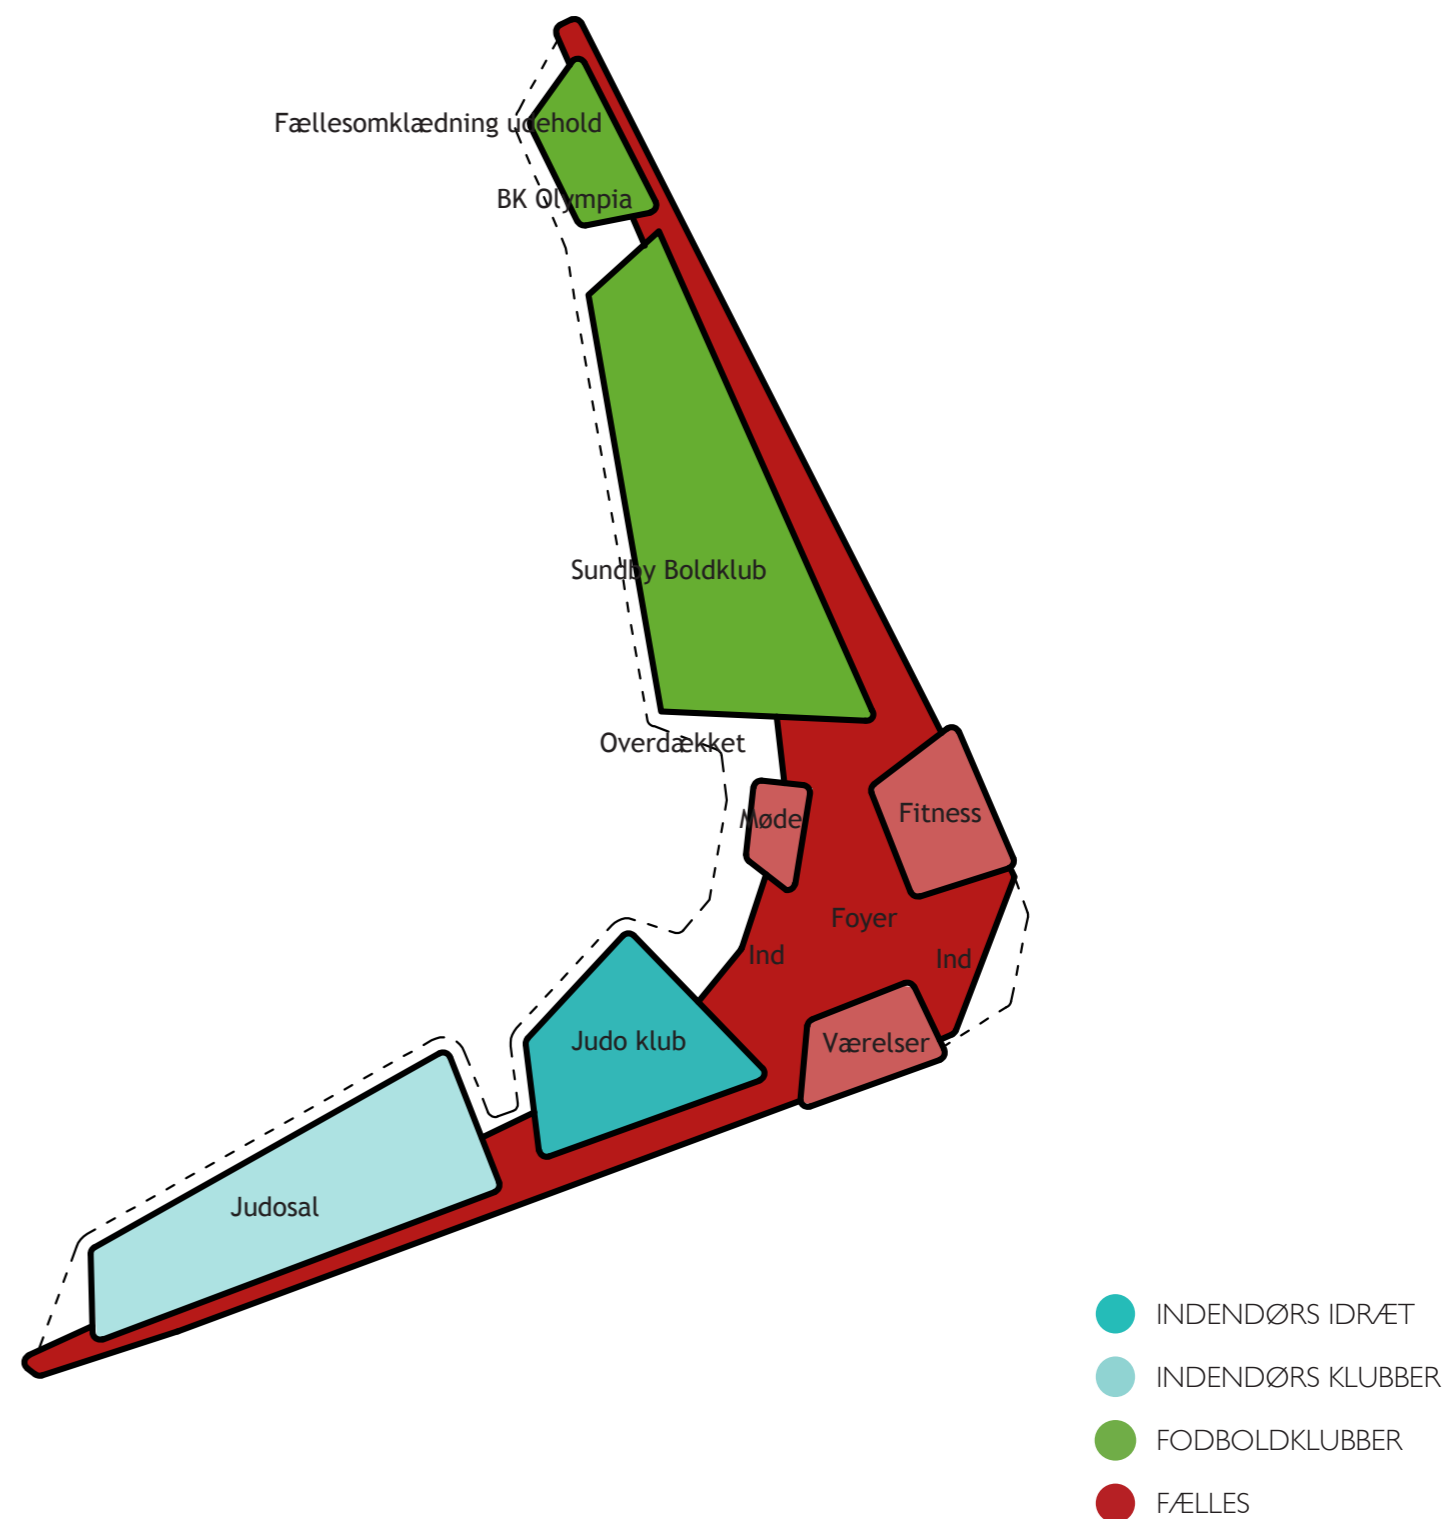 Fællesomklædning udehold
BK Olympia
Sundby Boldklub
Overdækket
Møde
Fitness
Foyer
Ind
Ind
Judo klub
Værelser
Judosal
INDENDØRS IDRÆT
INDENDØRS KLUBBER
FODBOLDKLUBBER
FÆLLES